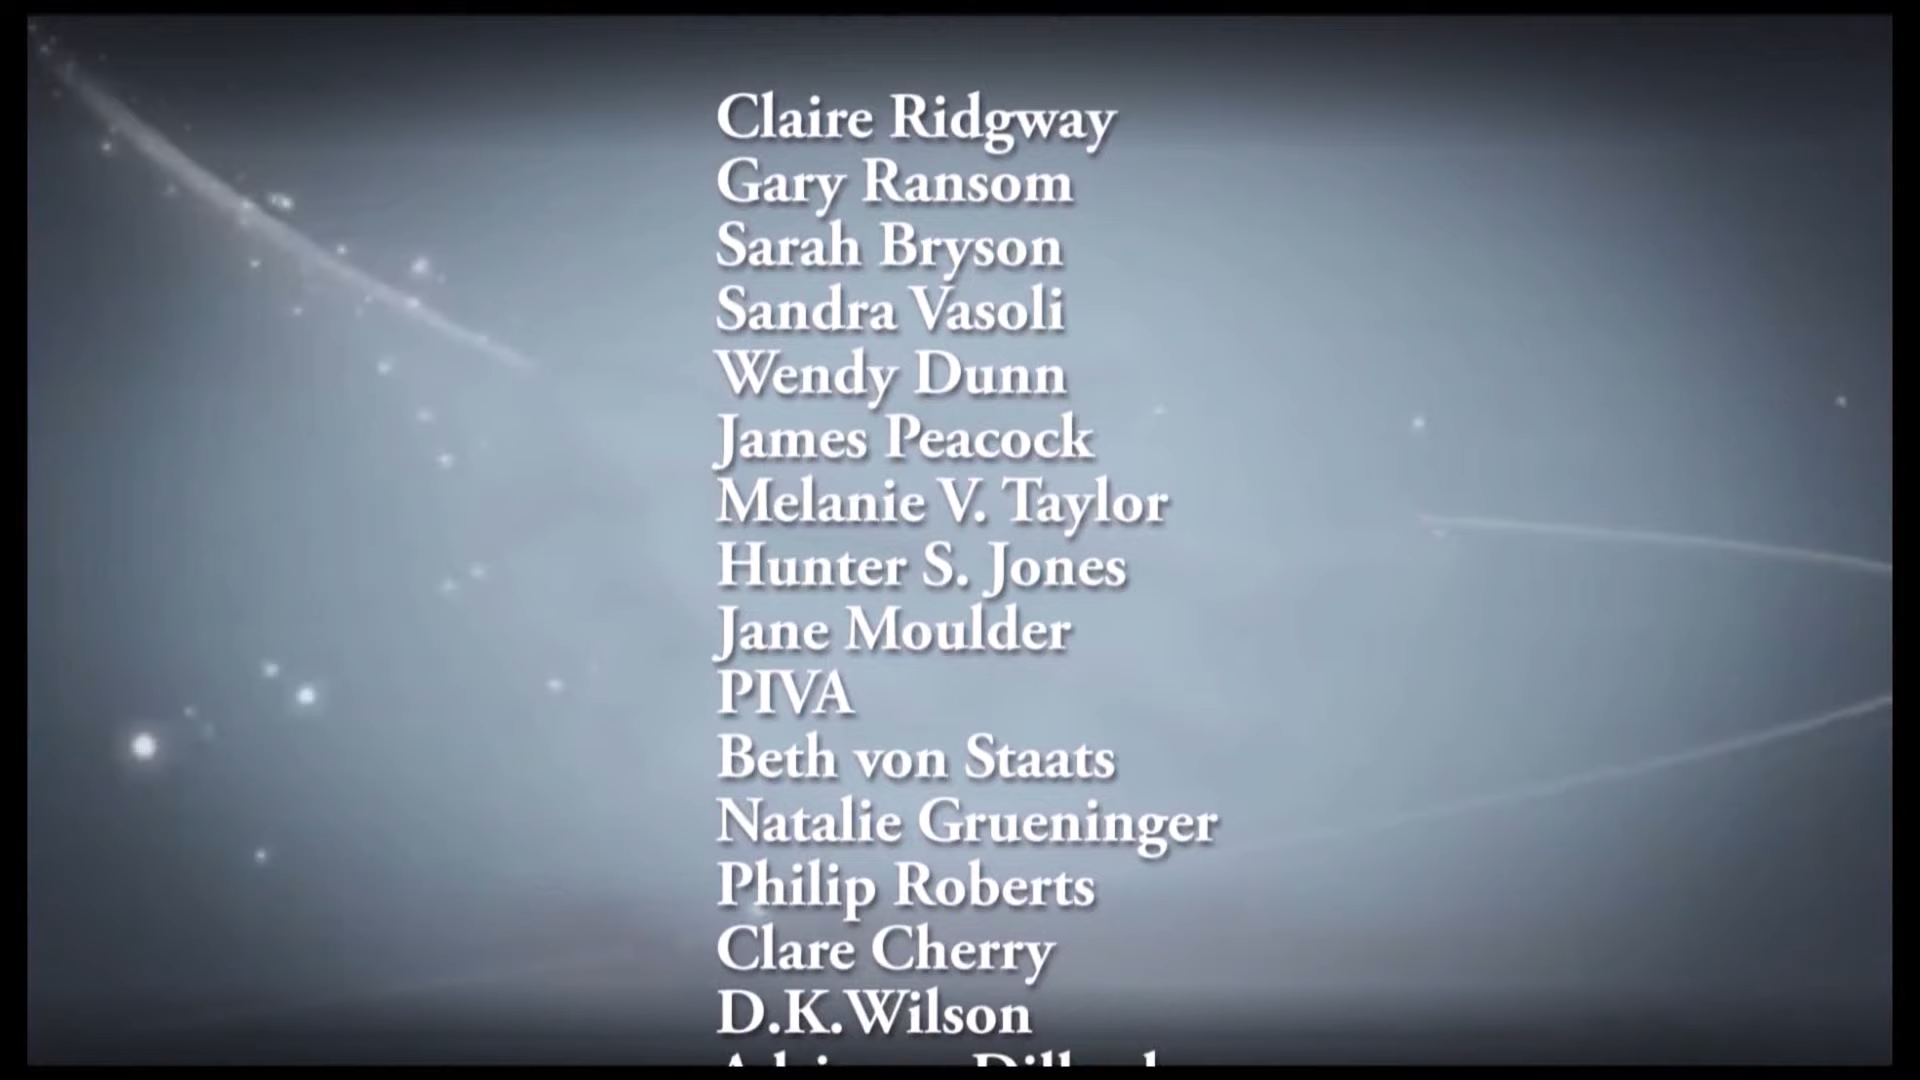 Claire Ridgway
Gary Ransom
Sarah Bryson
Sandra Vasoli
Wendy Dunn
James Peacock
Melanie V. Taylor
Hunter S. Jones
Jane Moulder
PIVA
Beth von Staats
Natalie Grueninger
Philip Roberts
Clare Cherry
D.K.Wilson